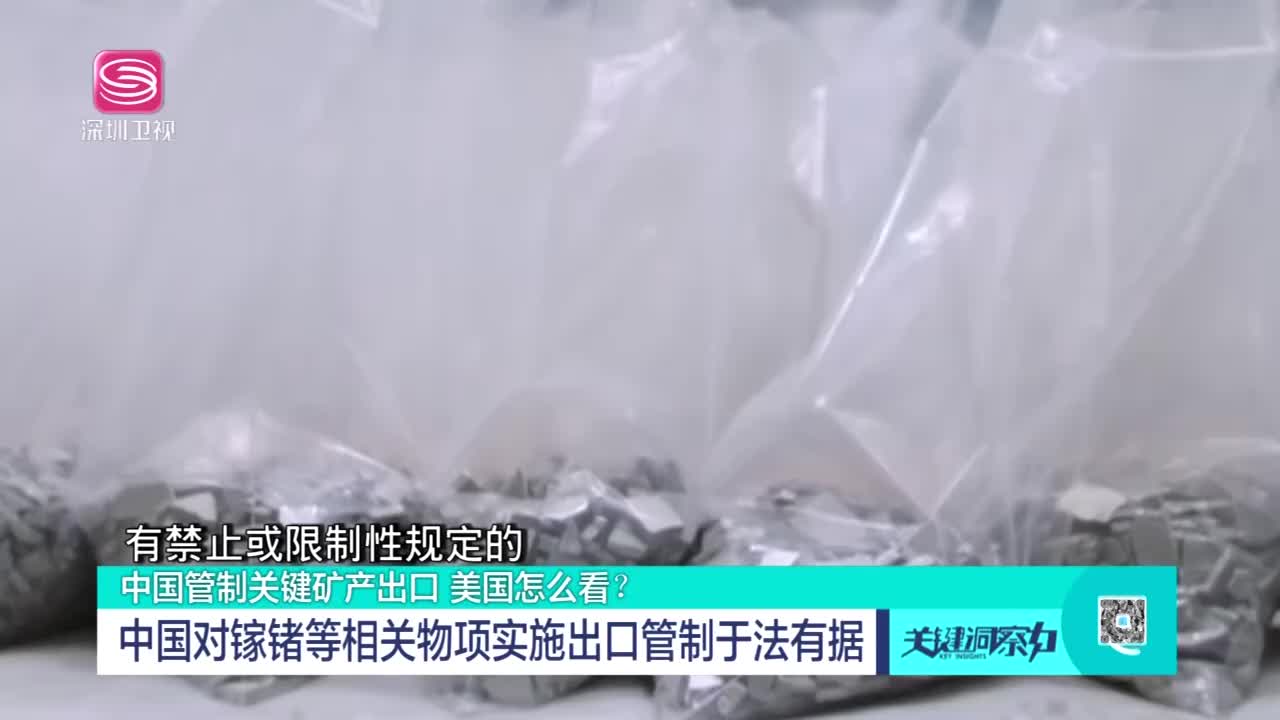 深圳卫视
有禁止或限制性规定的
中国管制关键矿产出口 美国怎么看?
中国对镓锗等相关物项实施出口管制于法有据
关键洞察力
KEY INSIGHTS